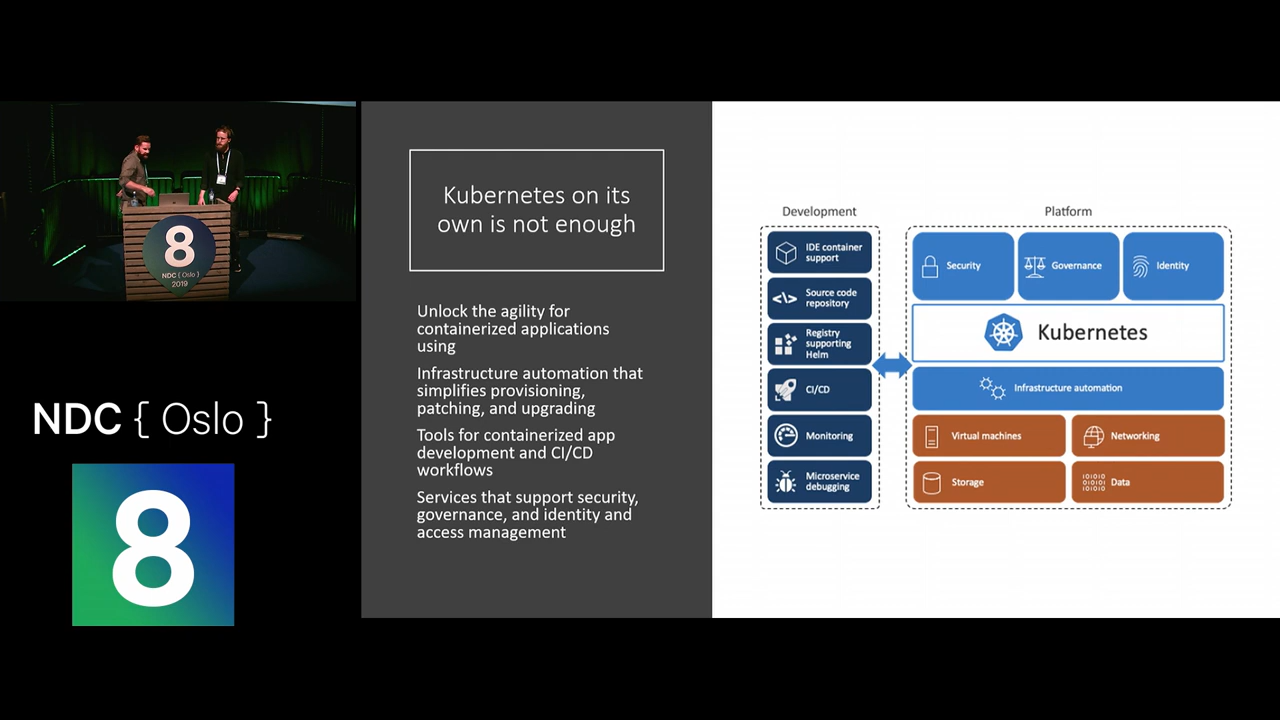 8
NDC { Oslo }
2019
NDC { Oslo }
8
Kubernetes on its
own is not enough
Unlock the agility for
containerized applications
using
Infrastructure automation that
simplifies provisioning,
patching, and upgrading
Tools for containerized app
development and CI/CD
workflows
Services that support security,
governance, and identity and
access management
Development
IDE container
support
Source code
repository
Registry
supporting
Helm
CI/CD
Monitoring
Microservice
debugging
Platform
Security
Governance
Identity
Kubernetes
Infrastructure automation
Virtual machines
Networking
Storage
Data